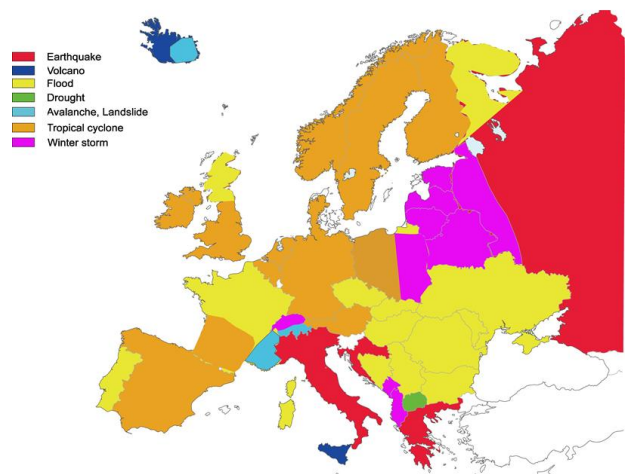 Earthquake
Volcano
Flood
Drought
Avalanche, Landslide
Tropical cyclone
Winter storm